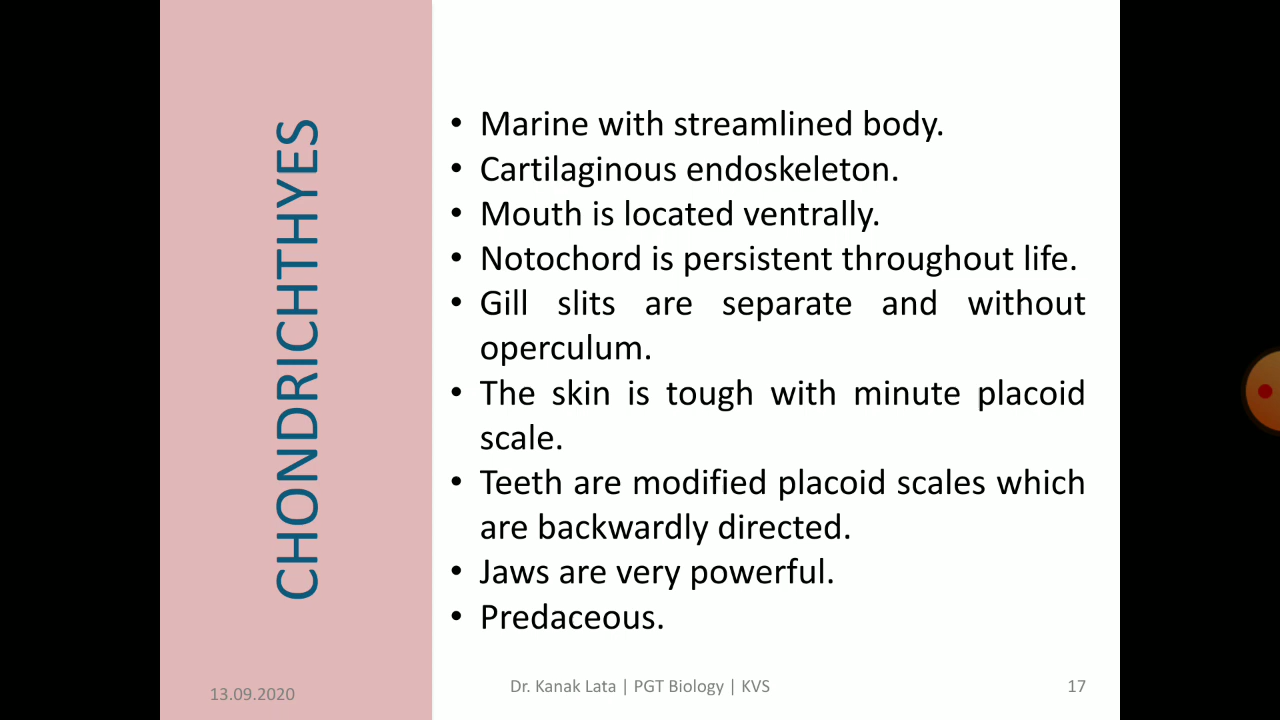 CHONDRICHTHYES
• Marine with streamlined body.
• Cartilaginous endoskeleton.
• Mouth is located ventrally.
• Notochord is persistent throughout life.
• Gill slits are separate and without
operculum.
• The skin is tough with minute placoid
scale.
• Teeth are modified placoid scales which
are backwardly directed.
• Jaws are very powerful.
• Predaceous.
13.09.2020
Dr. Kanak Lata | PGT Biology | KVS
17